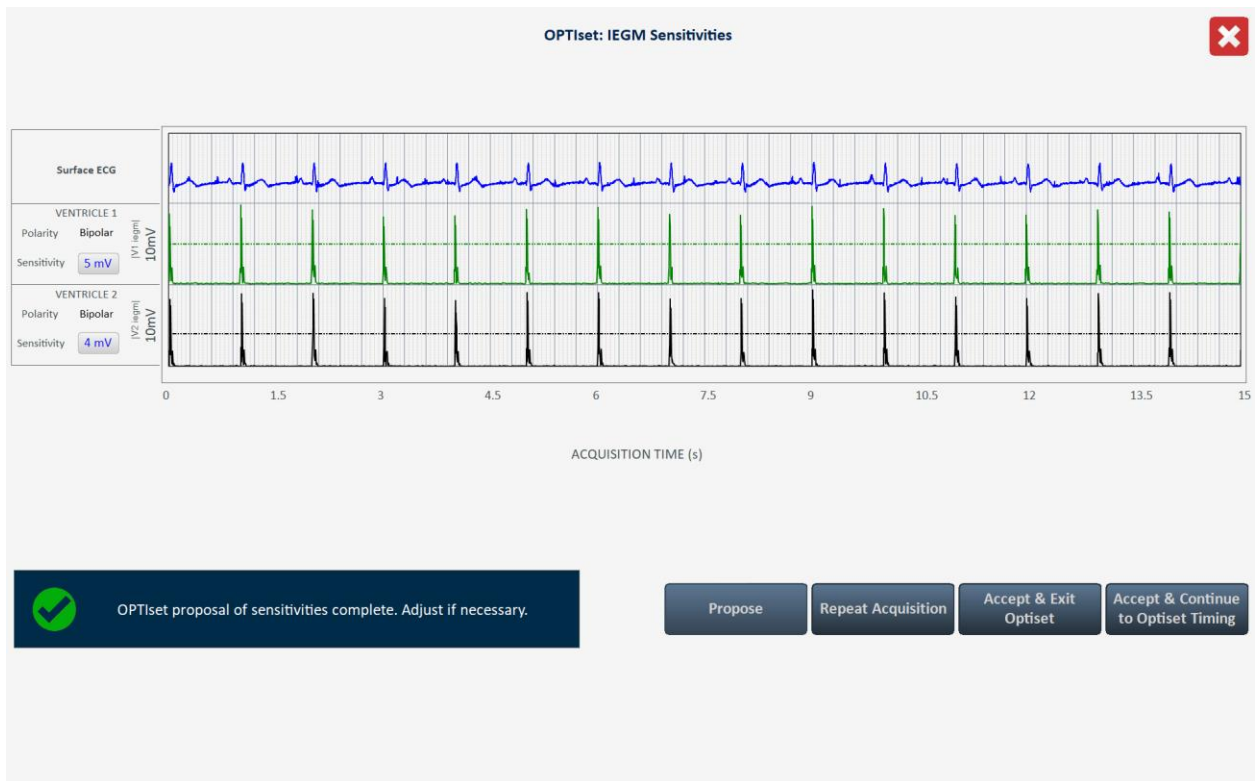 OPTIset: IEGM Sensitivities
Surface ECG
VENTRICLE 1
Polarity Bipolar
Sensitivity 5 mV
|V1 iegm|
10mV
VENTRICLE 2
Polarity Bipolar
Sensitivity 4 mV
|V2 iegm|
10mV
0 1.5 3 4.5 6 7.5 9 10.5 12 13.5 15
ACQUISITION TIME (s)
OPTIset proposal of sensitivities complete. Adjust if necessary.
Propose
Repeat Acquisition
Accept & Exit
Optiset
Accept & Continue
to Optiset Timing